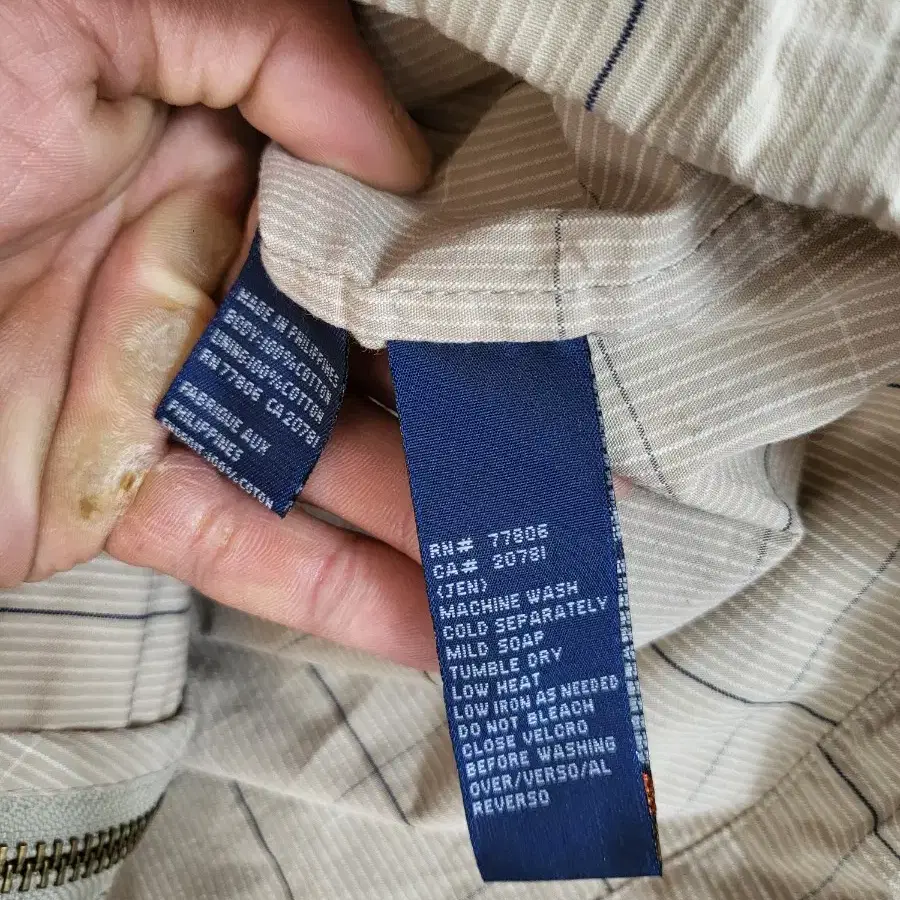 MADE IN PHILIPPINES
BODY:100% COTTON
LINING:100% COTTON
RN 77806 CA 20781
FABRIQUE AUX
PHILIPPINES
100% COTON
RN# 77806
CA# 20781
(JEN)
MACHINE WASH
COLD SEPARATELY
MILD SOAP
TUMBLE DRY
LOW HEAT
LOW IRON AS NEEDED
DO NOT BLEACH
CLOSE VELCRO
BEFORE WASHING
OVER/VERSO/AL
REVERSO